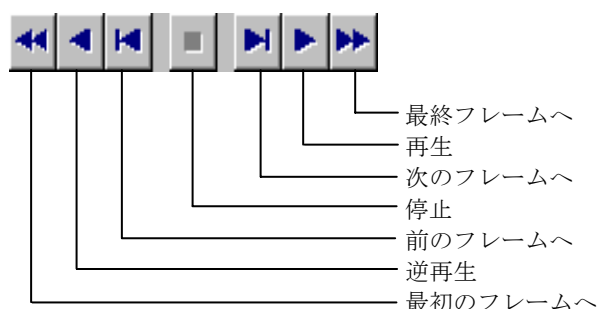 最終フレームへ
再生
次のフレームへ
停止
前のフレームへ
逆再生
最初のフレームへ